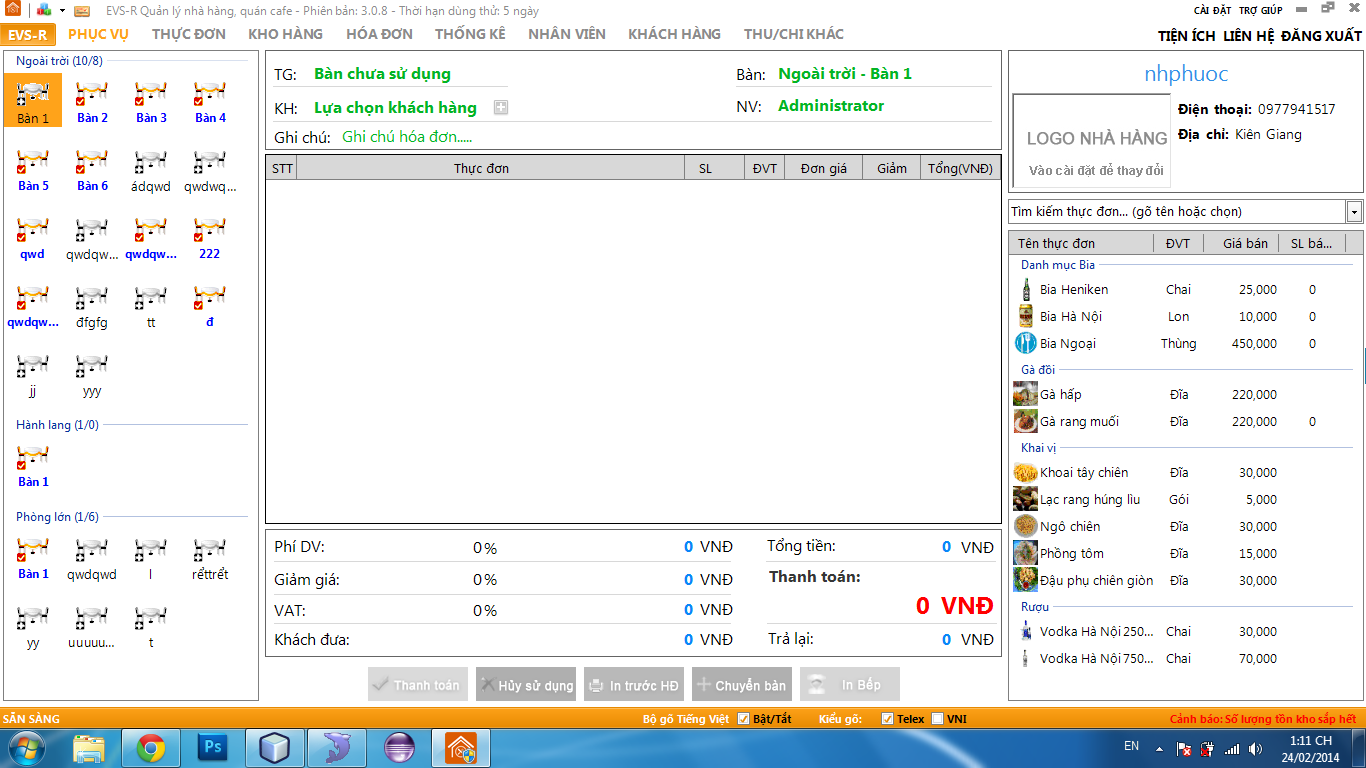 EVS-R Quản lý nhà hàng, quán cafe - Phiên bản: 3.0.8 - Thời hạn dùng thử: 5 ngày
CÀI ĐẶT TRỢ GIÚP
EVS-R PHỤC VỤ THỰC ĐƠN KHO HÀNG HÓA ĐƠN THỐNG KÊ NHÂN VIÊN KHÁCH HÀNG THU/CHI KHÁC
TIỆN ÍCH LIÊN HỆ ĐĂNG XUẤT
Ngoài trời (10/8)
Bàn 1 Bàn 2 Bàn 3 Bàn 4
Bàn 5 Bàn 6 ádqwd qwdwq...
qwd qwdqw... qwdqw... 222
qwdqw... đfgfg tt đ
jj yyy
Hành lang (1/0)
Bàn 1
Phòng lớn (1/6)
Bàn 1 qwdqwd l rểttrết
yy uuuuu... t
TG: Bàn chưa sử dụng
Bàn: Ngoài trời - Bàn 1
KH: Lựa chọn khách hàng
NV: Administrator
Ghi chú: Ghi chú hóa đơn.....
STT Thực đơn SL ĐVT Đơn giá Giảm Tổng(VNĐ)
Phí DV: 0% 0 VNĐ
Giảm giá: 0% 0 VNĐ
VAT: 0% 0 VNĐ
Khách đưa: 0 VNĐ
Tổng tiền: 0 VNĐ
Thanh toán:
0 VNĐ
Trả lại: 0 VNĐ
Thanh toán Hủy sử dụng In trước HĐ Chuyển bàn In Bếp
nhphuoc
LOGO NHÀ HÀNG
Vào cài đặt để thay đổi
Điện thoại: 0977941517
Địa chỉ: Kiên Giang
Tìm kiếm thực đơn... (gõ tên hoặc chọn)
Tên thực đơn ĐVT Giá bán SL bá...
Danh mục Bia
Bia Heniken Chai 25,000 0
Bia Hà Nội Lon 10,000 0
Bia Ngoại Thùng 450,000 0
Gà đồi
Gà hấp Đĩa 220,000
Gà rang muối Đĩa 220,000 0
Khai vị
Khoai tây chiên Đĩa 30,000
Lạc rang húng lìu Gói 5,000
Ngô chiên Đĩa 30,000
Phồng tôm Đĩa 15,000
Đậu phụ chiên giòn Đĩa 30,000
Rượu
Vodka Hà Nội 250... Chai 30,000
Vodka Hà Nội 750... Chai 70,000
SẴN SÀNG
Bộ gõ Tiếng Việt Bật/Tắt Kiểu gõ: Telex VNI
Cảnh báo: Số lượng tồn kho sắp hết
Ps
EN
1:11 CH
24/02/2014